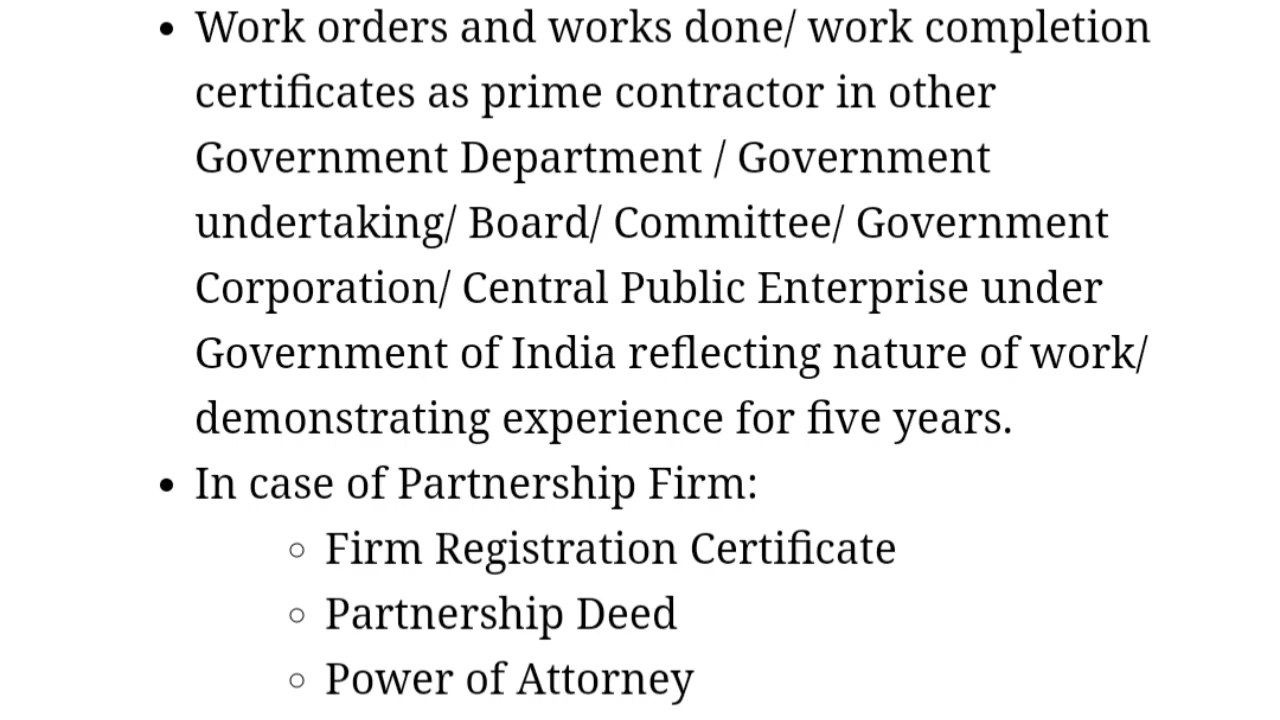 • Work orders and works done/ work completion
certificates as prime contractor in other
Government Department / Government
undertaking/ Board/ Committee/ Government
Corporation/ Central Public Enterprise under
Government of India reflecting nature of work/
demonstrating experience for five years.
• In case of Partnership Firm:
○ Firm Registration Certificate
○ Partnership Deed
○ Power of Attorney